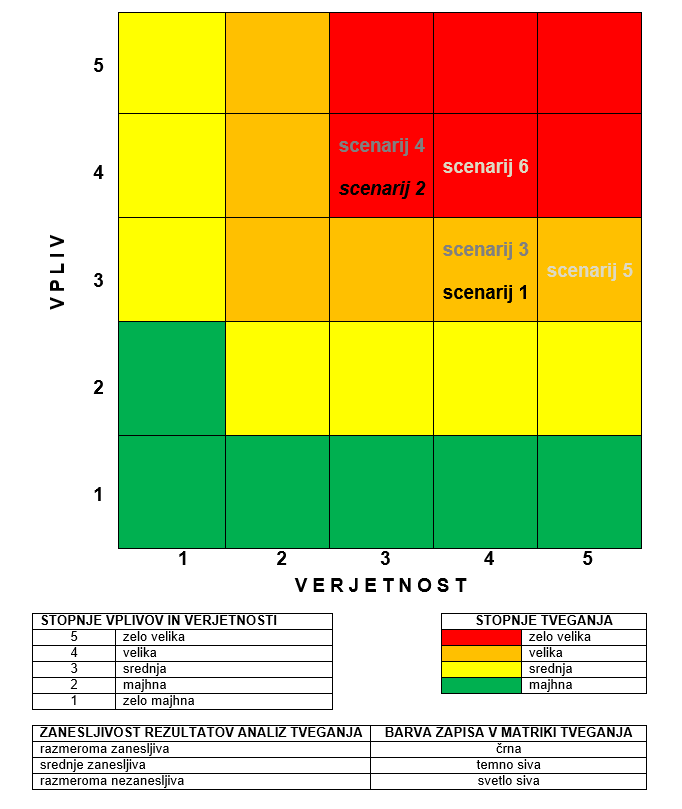 5
scenarij 4
4
scenarij 6
scenarij 2
V P L I V
scenarij 3
scenarij 5
3
scenarij 1
2
1
1 2 3 4 5
V E R J E T N O S T
STOPNJE VPLIVOV IN VERJETNOSTI
5 zelo velika
4 velika
3 srednja
2 majhna
1 zelo majhna
STOPNJE TVEGANJA
zelo velika
velika
srednja
majhna
ZANESLJIVOST REZULTATOV ANALIZ TVEGANJA BARVA ZAPISA V MATRIKI TVEGANJA
razmeroma zanesljiva črna
srednje zanesljiva temno siva
razmeroma nezanesljiva svetlo siva